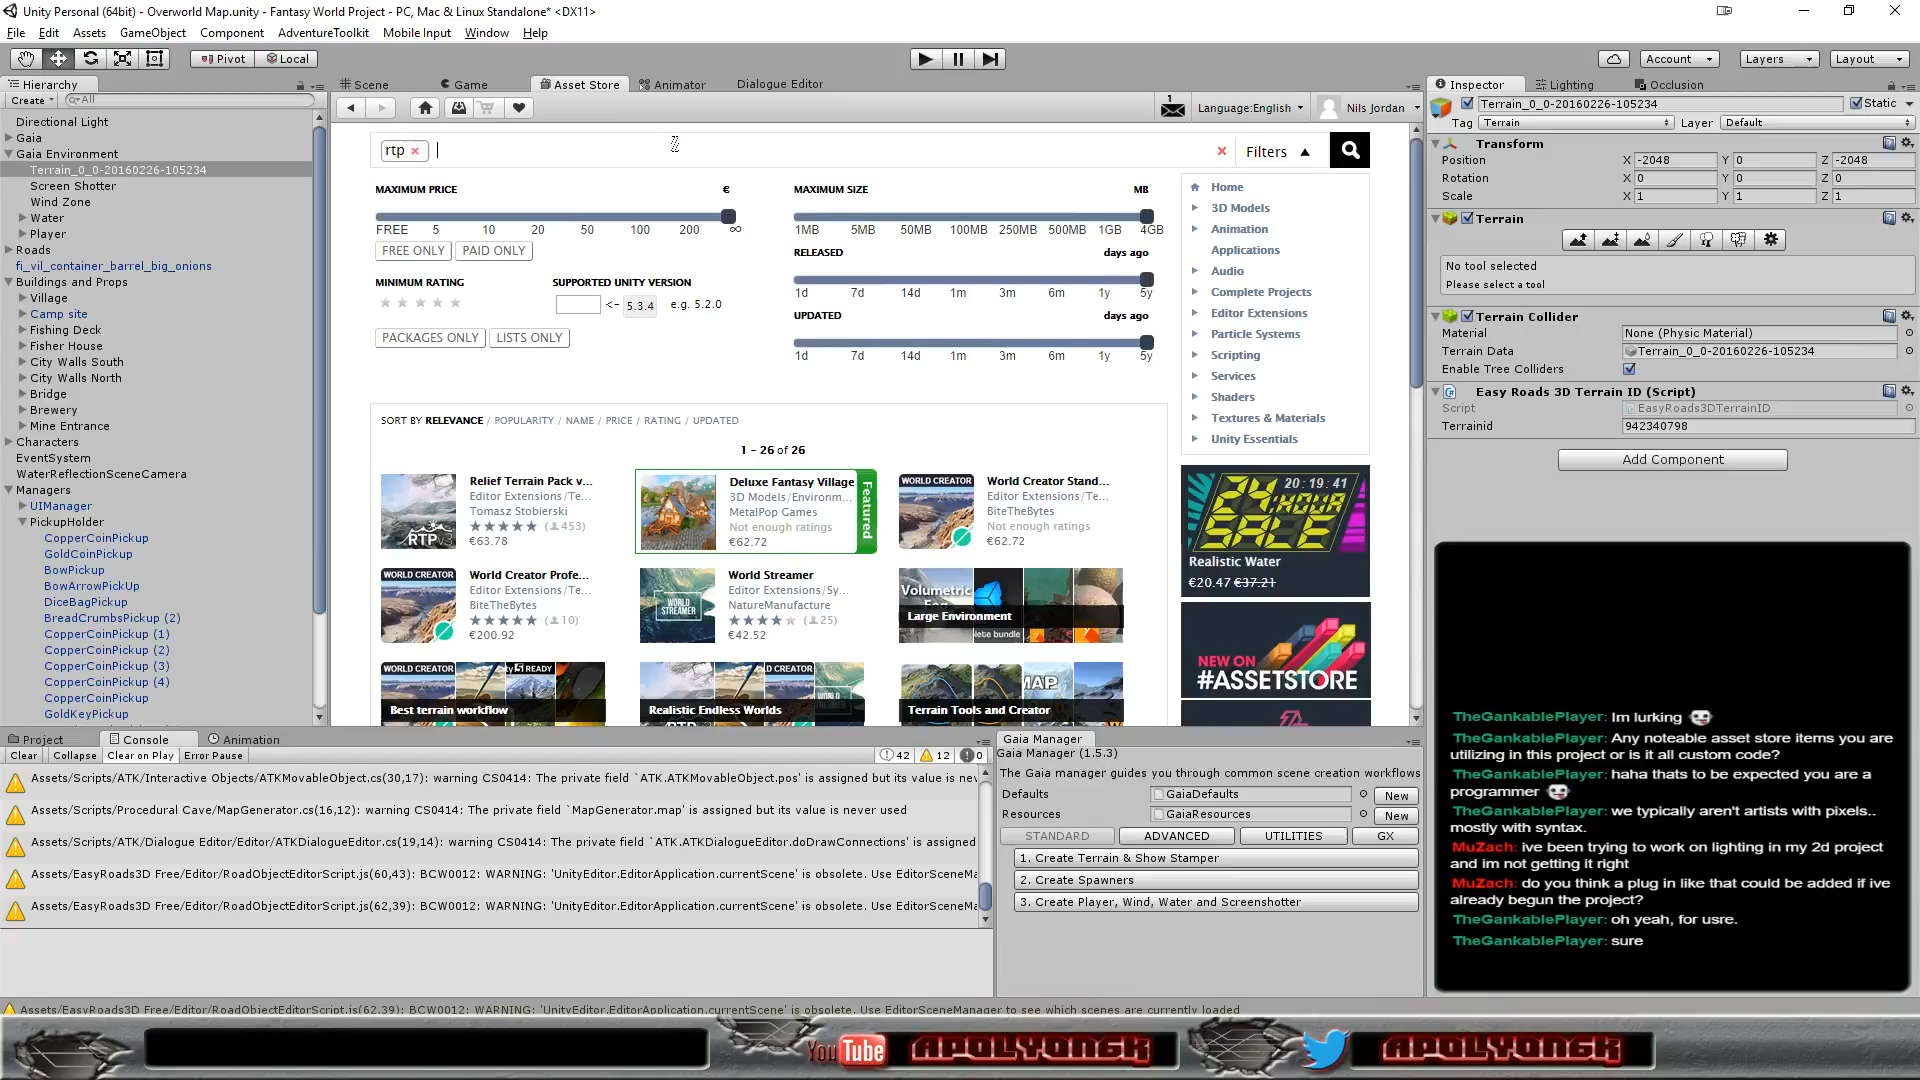 Unity Personal (64bit) - Overworld Map.unity - Fantasy World Project - PC, Mac & Linux Standalone* <DX11>
File Edit Assets GameObject Component AdventureToolkit Mobile Input Window Help
Pivot Local Account Layers Layout
Hierarchy
Create All
Directional Light
Gaia
Gaia Environment
Terrain_0_0-20160226-105234
Screen Shotter
Wind Zone
Water
Player
Roads
fi_vil_container_barrel_big_onions
Buildings and Props
Village
Camp site
Fishing Deck
Fisher House
City Walls South
City Walls North
Bridge
Brewery
Mine Entrance
Characters
EventSystem
WaterReflectionSceneCamera
Managers
UIManager
PickupHolder
CopperCoinPickup
GoldCoinPickup
BowPickup
BowArrowPickUp
DiceBagPickup
BreadCrumbsPickup (2)
CopperCoinPickup (1)
CopperCoinPickup (2)
CopperCoinPickup (3)
CopperCoinPickup (4)
CopperCoinPickup
GoldKeyPickup
Scene Game Asset Store Animator Dialogue Editor
Language:English Nils Jordan
rtp Filters
MAXIMUM PRICE €
FREE 5 10 20 50 100 200 ∞
FREE ONLY PAID ONLY
MINIMUM RATING SUPPORTED UNITY VERSION
<- 5.3.4 e.g. 5.2.0
PACKAGES ONLY LISTS ONLY
MAXIMUM SIZE MB
1MB 5MB 50MB 100MB 250MB 500MB 1GB 4GB
RELEASED days ago
1d 7d 14d 1m 3m 6m 1y 5y
UPDATED days ago
1d 7d 14d 1m 3m 6m 1y 5y
SORT BY RELEVANCE / POPULARITY / NAME / PRICE / RATING / UPDATED
1 - 26 of 26
Relief Terrain Pack v...
Editor Extensions/Te...
Tomasz Stobierski
(453)
€63.78
RTPv3
Deluxe Fantasy Village
3D Models/Environm...
MetalPop Games
Not enough ratings
€62.72
Featured
WORLD CREATOR
World Creator Stand...
Editor Extensions/Te...
BiteTheBytes
Not enough ratings
€62.72
WORLD CREATOR
World Creator Profe...
Editor Extensions/Te...
BiteTheBytes
(10)
€200.92
WORLD STREAMER
World Streamer
Editor Extensions/Sy...
NatureManufacture
(25)
€42.52
Volumetric
Large Environment
plete bundle
WORLD CREATOR
5 READY
Best terrain workflow
D CREATOR
Realistic Endless Worlds
MAP
Terrain Tools and Creator
Home
3D Models
Animation
Applications
Audio
Complete Projects
Editor Extensions
Particle Systems
Scripting
Services
Shaders
Textures & Materials
Unity Essentials
20:19:41
24 HOUR
SALE
Realistic Water
€20.47 €37.21
NEW ON
#ASSETSTORE
Inspector Lighting Occlusion
Terrain_0_0-20160226-105234 Static
Tag Terrain Layer Default
Transform
Position X -2048 Y 0 Z -2048
Rotation X 0 Y 0 Z 0
Scale X 1 Y 1 Z 1
Terrain
No tool selected
Please select a tool
Terrain Collider
Material None (Physic Material)
Terrain Data Terrain_0_0-20160226-105234
Enable Tree Colliders
Easy Roads 3D Terrain ID (Script)
Script EasyRoads3DTerrainID
Terrainid 942340798
Add Component
TheGankablePlayer: Im lurking
TheGankablePlayer: Any noteable asset store items you are
utilizing in this project or is it all custom code?
TheGankablePlayer: haha thats to be expected you are a
programmer
TheGankablePlayer: we typically aren't artists with pixels..
mostly with syntax.
MuZach: ive been trying to work on lighting in my 2d project
and im not getting it right
MuZach: do you think a plug in like that could be added if ive
already begun the project?
TheGankablePlayer: oh yeah, for usre.
TheGankablePlayer: sure
Project Console Animation
Clear Collapse Clear on Play Error Pause 42 12 0
Assets/Scripts/ATK/Interactive Objects/ATKMovableObject.cs(30,17): warning CS0414: The private field `ATK.ATKMovableObject.pos' is assigned but its value is nev
Assets/Scripts/Procedural Cave/MapGenerator.cs(16,12): warning CS0414: The private field `MapGenerator.map' is assigned but its value is never used
Assets/Scripts/ATK/Dialogue Editor/Editor/ATKDialogueEditor.cs(19,14): warning CS0414: The private field `ATK.ATKDialogueEditor.doDrawConnections' is assigned
Assets/EasyRoads3D Free/Editor/RoadObjectEditorScript.js(60,43): BCW0012: WARNING: 'UnityEditor.EditorApplication.currentScene' is obsolete. Use EditorSceneMa
Assets/EasyRoads3D Free/Editor/RoadObjectEditorScript.js(62,39): BCW0012: WARNING: 'UnityEditor.EditorApplication.currentScene' is obsolete. Use EditorSceneMa
Gaia Manager
Gaia Manager (1.5.3)
The Gaia manager guides you through common scene creation workflows
Defaults GaiaDefaults New
Resources GaiaResources New
STANDARD ADVANCED UTILITIES GX
1. Create Terrain & Show Stamper
2. Create Spawners
3. Create Player, Wind, Water and Screenshotter
Assets/EasyRoads3D Free/Editor/RoadObjectEditorScript.js(62,39): BCW0012: WARNING: 'UnityEditor.EditorApplication.currentScene' is obsolete. Use EditorSceneManager to see which scenes are currently loaded
YouTube APOLYON6K APOLYON6K